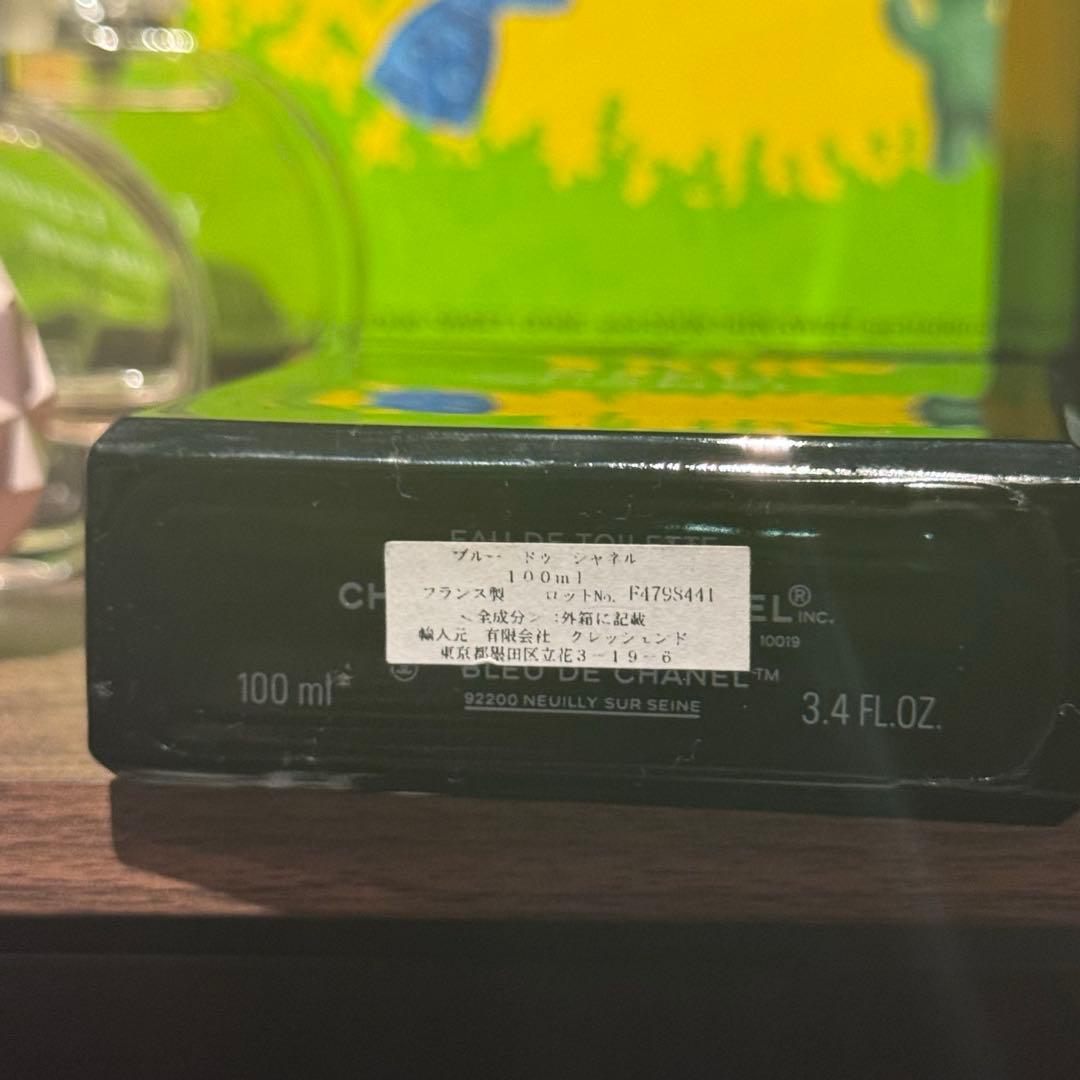 EAU DE TOILETTE
ブルー ドゥ シャネル
100ml
フランス製 ロットNo. F4798441
<全成分>:外箱に記載
輸入元 有限会社 クレッシェンド
東京都墨田区立花3-19-6
CH EL® INC.
10019
100 ml
BLEU DE CHANEL™
92200 NEUILLY SUR SEINE
3.4 FL.OZ.